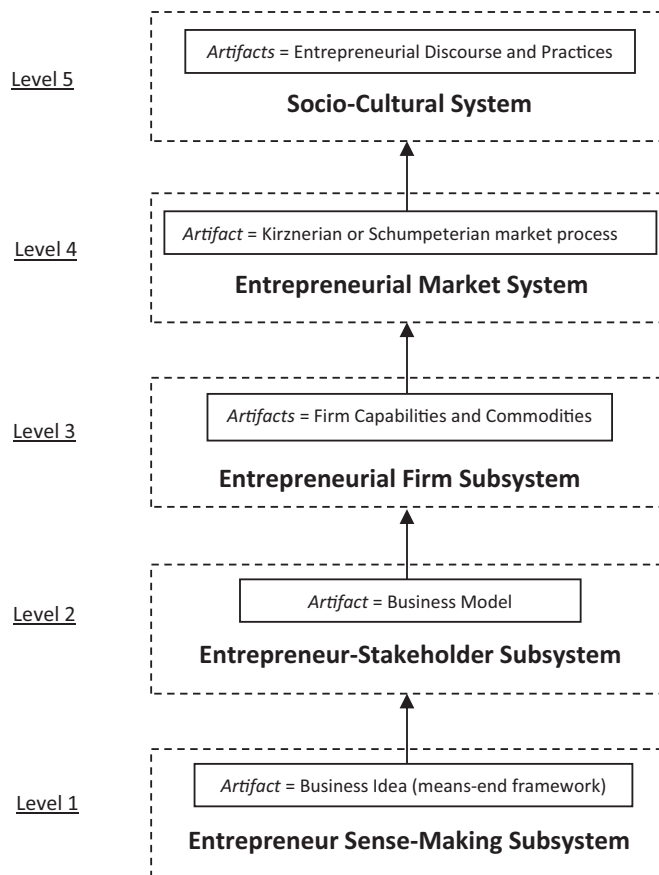 Artifacts = Entrepreneurial Discourse and Practices
Level 5
Socio-Cultural System
Artifact = Kirznerian or Schumpeterian market process
Level 4
Entrepreneurial Market System
Artifacts = Firm Capabilities and Commodities
Level 3
Entrepreneurial Firm Subsystem
Artifact = Business Model
Level 2
Entrepreneur-Stakeholder Subsystem
Artifact = Business Idea (means-end framework)
Level 1
Entrepreneur Sense-Making Subsystem